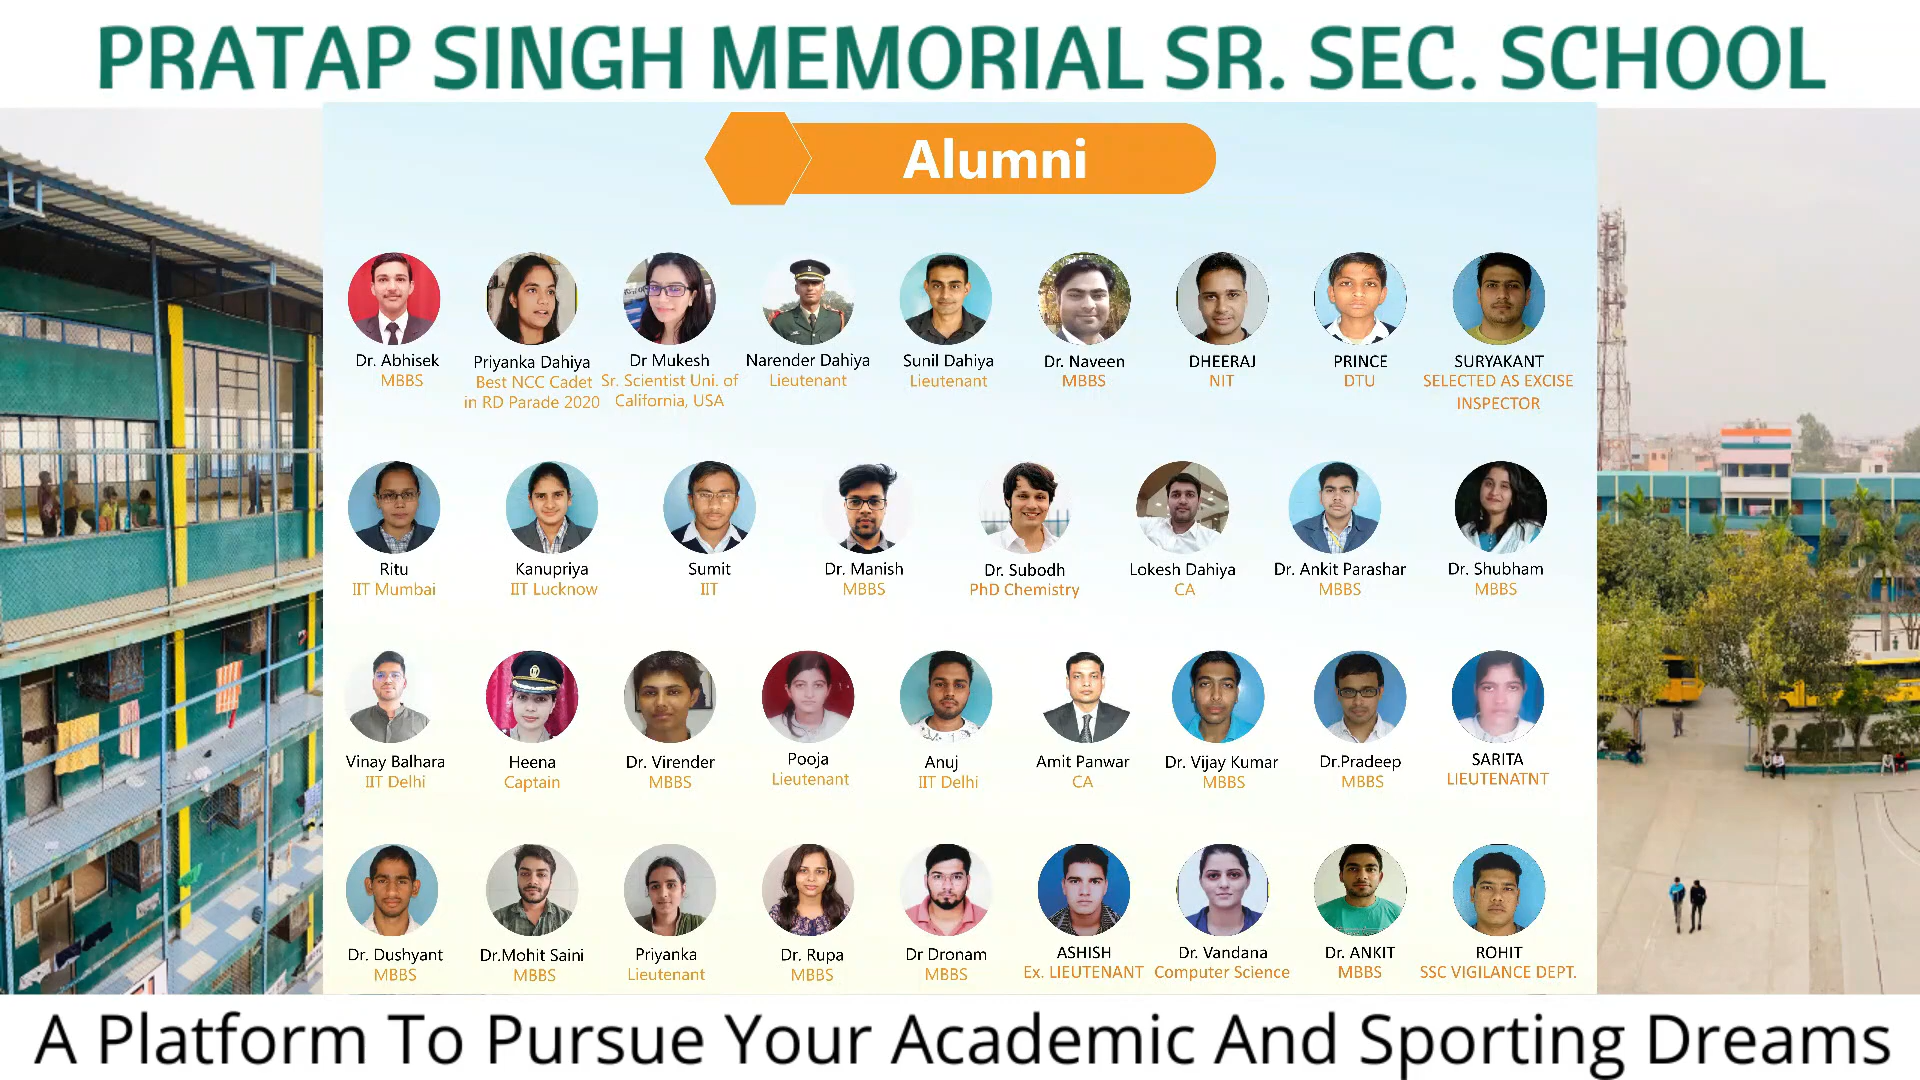 PRATAP SINGH MEMORIAL SR. SEC. SCHOOL
Alumni
Dr. Abhisek
MBBS
Priyanka Dahiya
Best NCC Cadet
in RD Parade 2020
Dr Mukesh
Sr. Scientist Uni. of
California, USA
Narender Dahiya
Lieutenant
Sunil Dahiya
Lieutenant
Dr. Naveen
MBBS
DHEERAJ
NIT
PRINCE
DTU
SURYAKANT
SELECTED AS EXCISE
INSPECTOR
Ritu
IIT Mumbai
Kanupriya
IIT Lucknow
Sumit
IIT
Dr. Manish
MBBS
Dr. Subodh
PhD Chemistry
Lokesh Dahiya
CA
Dr. Ankit Parashar
MBBS
Dr. Shubham
MBBS
Vinay Balhara
IIT Delhi
Heena
Captain
Dr. Virender
MBBS
Pooja
Lieutenant
Anuj
IIT Delhi
Amit Panwar
CA
Dr. Vijay Kumar
MBBS
Dr.Pradeep
MBBS
SARITA
LIEUTENATNT
Dr. Dushyant
MBBS
Dr.Mohit Saini
MBBS
Priyanka
Lieutenant
Dr. Rupa
MBBS
Dr Dronam
MBBS
ASHISH
Ex. LIEUTENANT
Dr. Vandana
Computer Science
Dr. ANKIT
MBBS
ROHIT
SSC VIGILANCE DEPT.
A Platform To Pursue Your Academic And Sporting Dreams